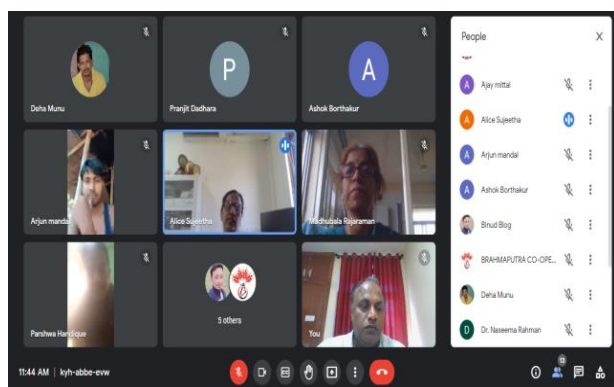 Deha Munu
P
Pranjit Dadhara
A
Ashok Borthakur
Arjun mandal
Alice Sujeetha
Madhubala Rajaraman
Parshwa Handique
5 others
You
People
A Ajay mittal
A Alice Sujeetha
A Arjun mandal
A Ashok Borthakur
Binud Blog
BRAHMAPUTRA CO-OPE...
Deha Munu
D Dr. Naseema Rahman
11:44 AM | kyh-abbe-evw
13